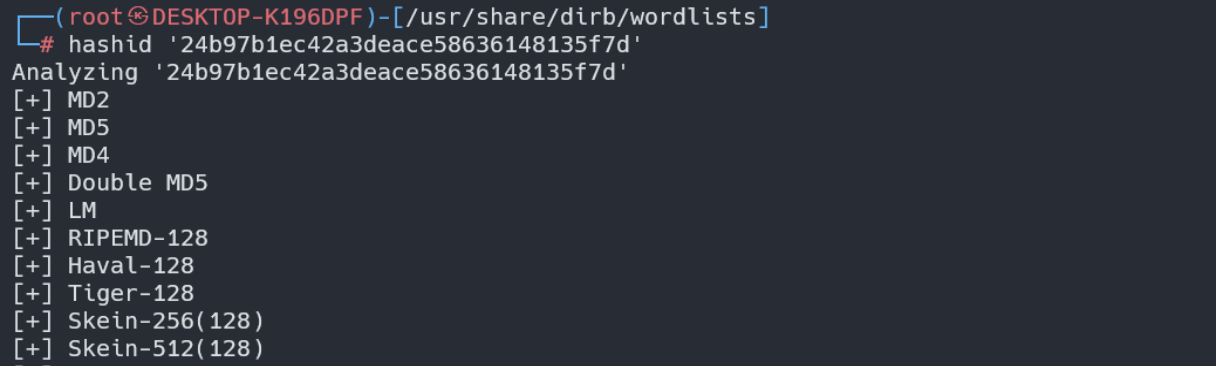 ┌──(root㉿DESKTOP-K196DPF)-[/usr/share/dirb/wordlists]
└─# hashid '24b97b1ec42a3deace58636148135f7d'
Analyzing '24b97b1ec42a3deace58636148135f7d'
[+] MD2
[+] MD5
[+] MD4
[+] Double MD5
[+] LM
[+] RIPEMD-128
[+] Haval-128
[+] Tiger-128
[+] Skein-256(128)
[+] Skein-512(128)